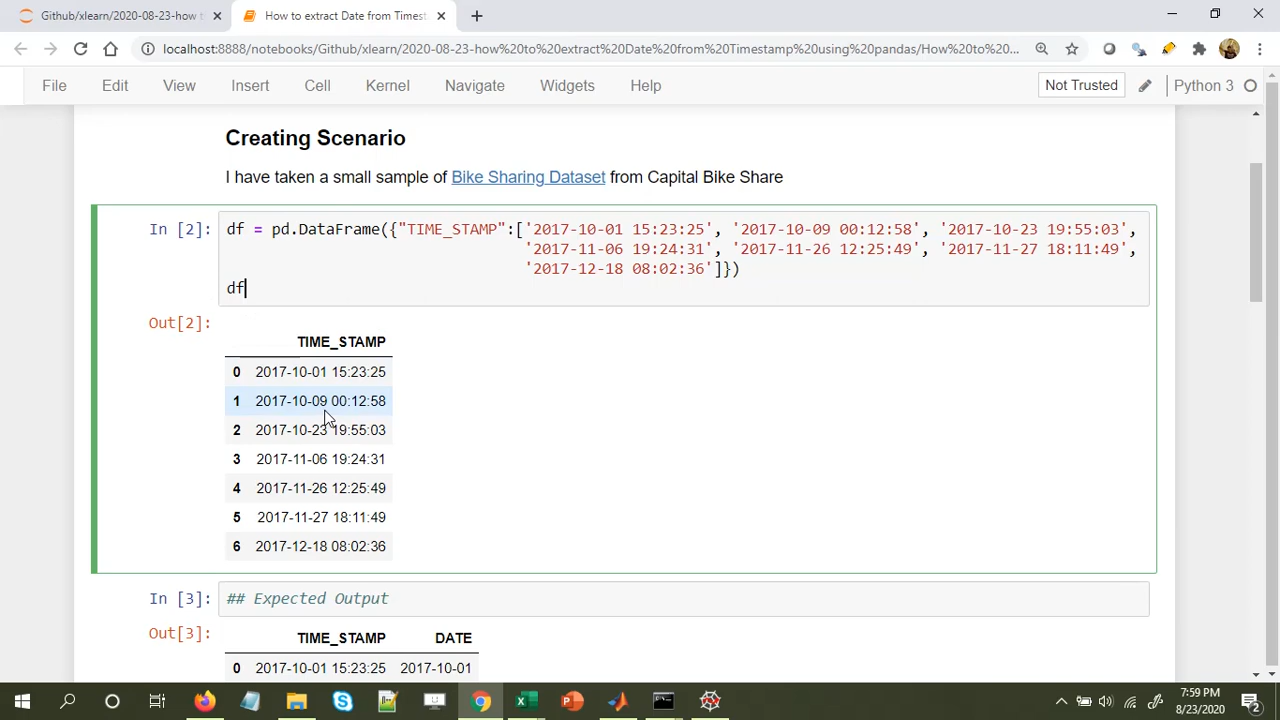 Github/xlearn/2020-08-23-how t
How to extract Date from Timest
localhost:8888/notebooks/Github/xlearn/2020-08-23-how%20to%20extract%20Date%20from%20Timestamp%20using%20pandas/How%20to%20...
File Edit View Insert Cell Kernel Navigate Widgets Help
Not Trusted
Python 3
Creating Scenario
I have taken a small sample of Bike Sharing Dataset from Capital Bike Share
In [2]: df = pd.DataFrame({"TIME_STAMP":['2017-10-01 15:23:25', '2017-10-09 00:12:58', '2017-10-23 19:55:03',
'2017-11-06 19:24:31', '2017-11-26 12:25:49', '2017-11-27 18:11:49',
'2017-12-18 08:02:36']})
df
Out[2]:
TIME_STAMP
0 2017-10-01 15:23:25
1 2017-10-09 00:12:58
2 2017-10-23 19:55:03
3 2017-11-06 19:24:31
4 2017-11-26 12:25:49
5 2017-11-27 18:11:49
6 2017-12-18 08:02:36
In [3]: ## Expected Output
Out[3]:
TIME_STAMP DATE
0 2017-10-01 15:23:25 2017-10-01
7:59 PM
8/23/2020
2